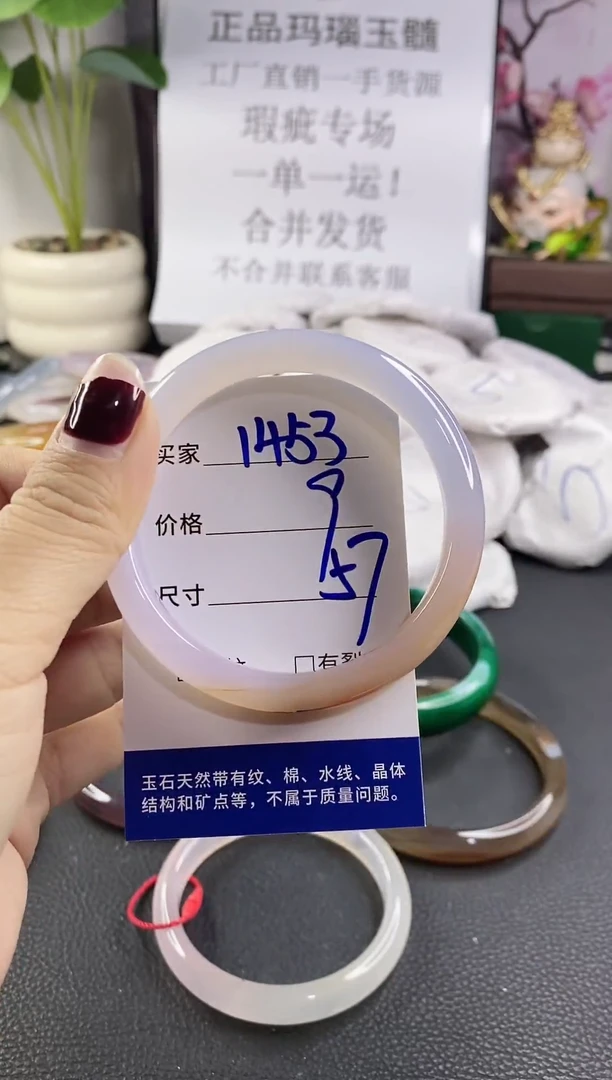 正品玛瑙玉髓
工厂直销一手货源
瑕疵专场
一单一运！
合并发货
不合并联系客服
买家 1453
价格 9
尺寸 57
□有裂
玉石天然带有纹、棉、水线、晶体
结构和矿点等，不属于质量问题。